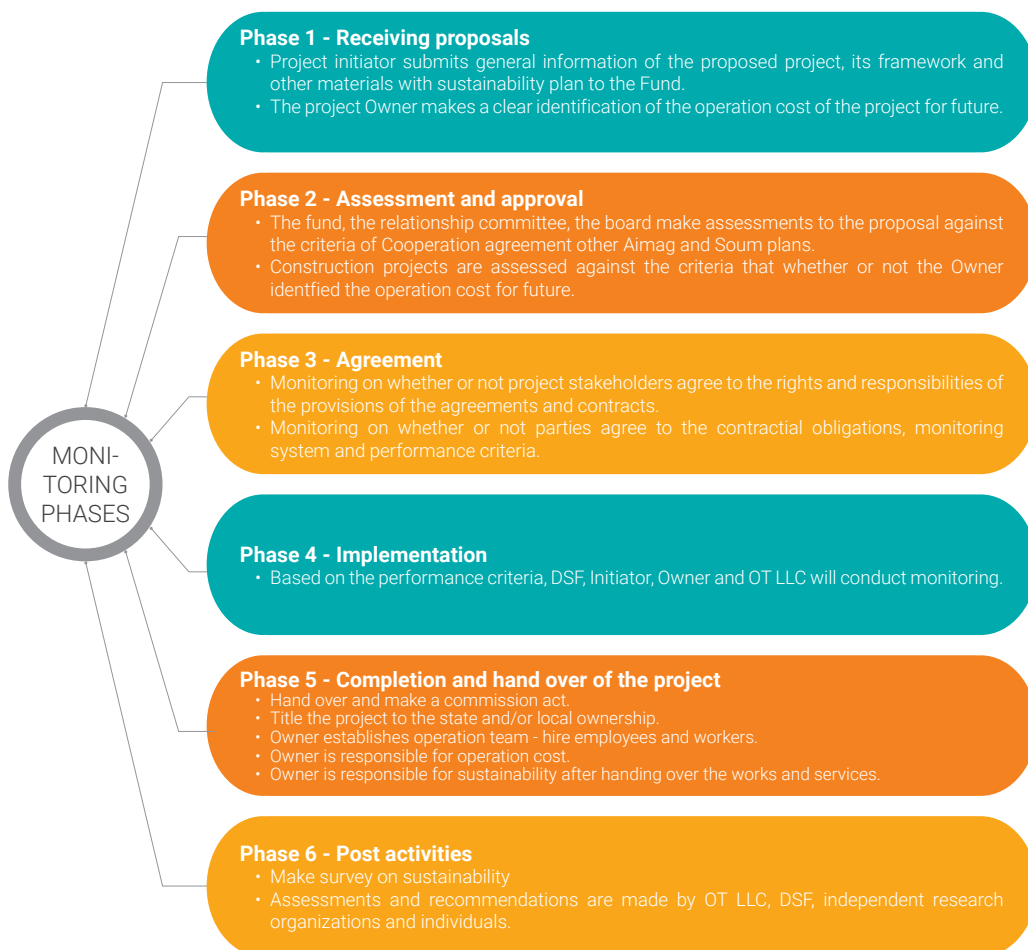 Phase 1 - Receiving proposals
• Project initiator submits general information of the proposed project, its framework and
other materials with sustainability plan to the Fund.
• The project Owner makes a clear identification of the operation cost of the project for future.
Phase 2 - Assessment and approval
• The fund, the relationship committee, the board make assessments to the proposal against
the criteria of Cooperation agreement other Aimag and Soum plans.
• Construction projects are assessed against the criteria that whether or not the Owner
identfied the operation cost for future.
Phase 3 - Agreement
• Monitoring on whether or not project stakeholders agree to the rights and responsibilities of
the provisions of the agreements and contracts.
• Monitoring on whether or not parties agree to the contractial obligations, monitoring
system and performance criteria.
MONI-
TORING
PHASES
Phase 4 - Implementation
• Based on the performance criteria, DSF, Initiator, Owner and OT LLC will conduct monitoring.
Phase 5 - Completion and hand over of the project
• Hand over and make a commission act.
• Title the project to the state and/or local ownership.
• Owner establishes operation team - hire employees and workers.
• Owner is responsible for operation cost.
• Owner is responsible for sustainability after handing over the works and services.
Phase 6 - Post activities
• Make survey on sustainability
• Assessments and recommendations are made by OT LLC, DSF, independent research
organizations and individuals.